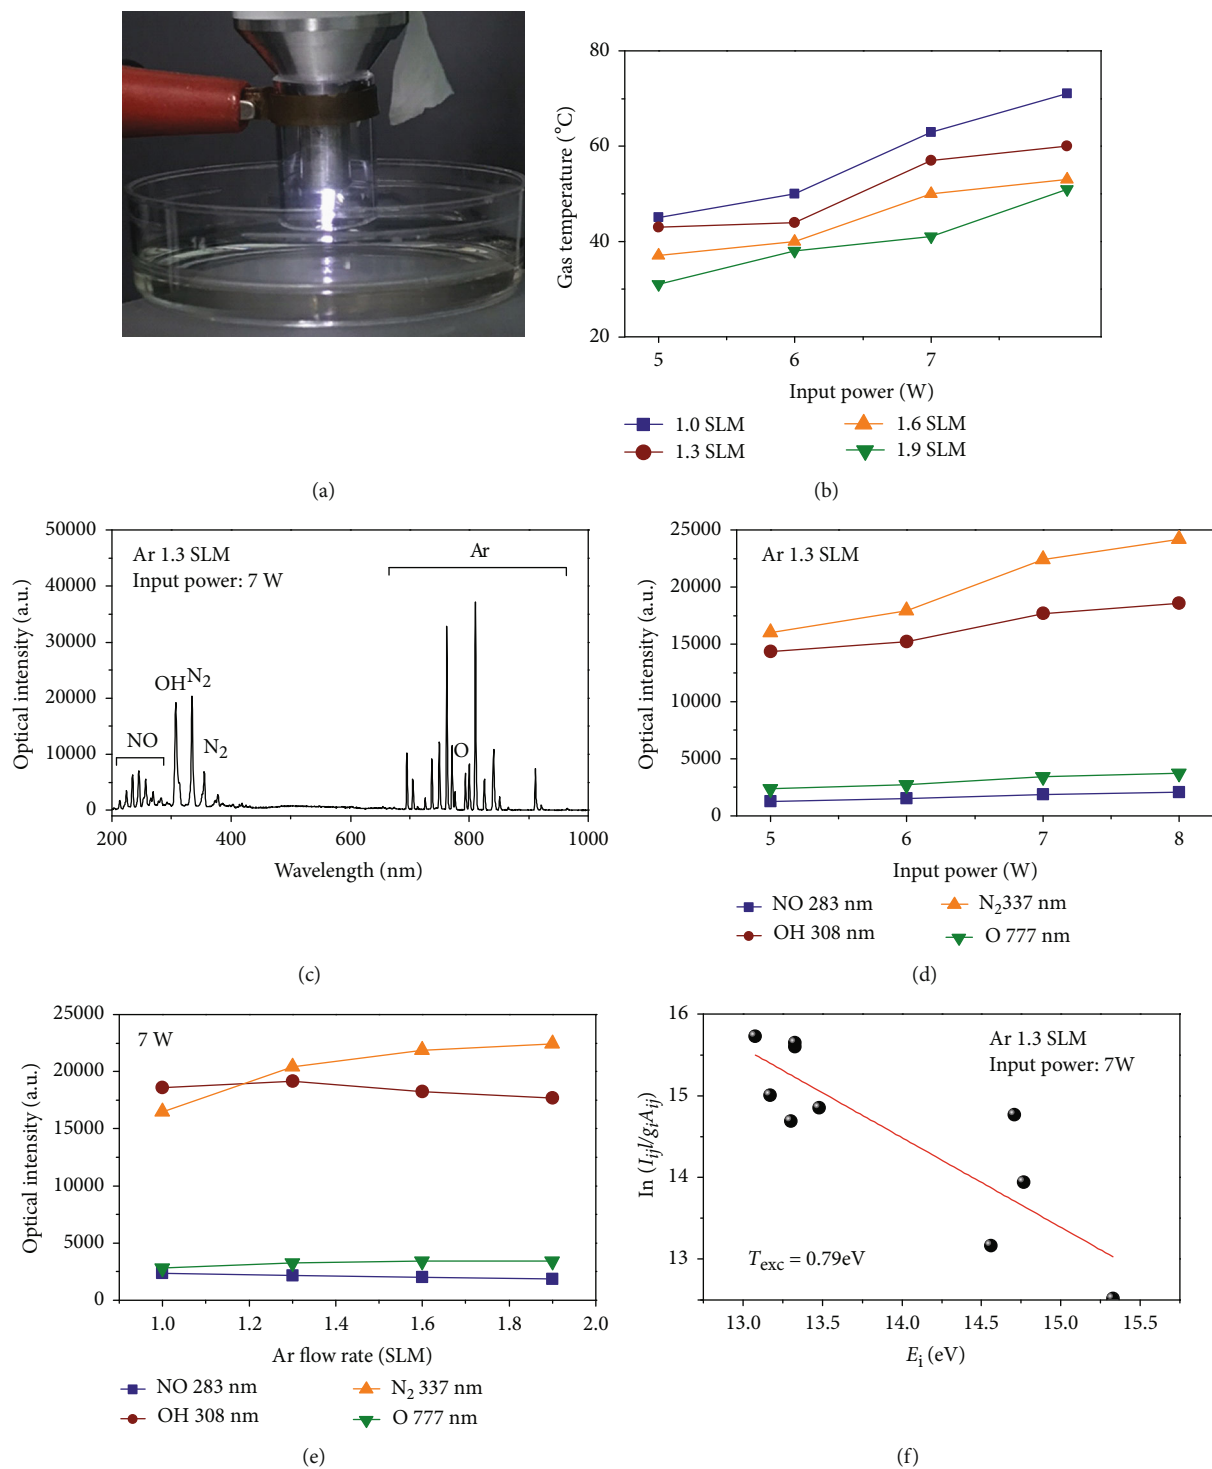 80
60
40
20
Gas temperature (°C)
5 6 7
Input power (W)
1.0 SLM
1.6 SLM
1.3 SLM
1.9 SLM
(a)
(b)
50000
40000
30000
20000
10000
0
Optical intensity (a.u.)
Ar 1.3 SLM
Input power: 7 W
Ar
OH
N2
NO
N2
O
200 400 600 800 1000
Wavelength (nm)
(c)
25000
20000
15000
10000
5000
0
Optical intensity (a.u.)
Ar 1.3 SLM
5 6 7 8
Input power (W)
NO 283 nm
N2337 nm
OH 308 nm
O 777 nm
(d)
25000
20000
15000
10000
5000
0
Optical intensity (a.u.)
7 W
1.0 1.2 1.4 1.6 1.8 2.0
Ar flow rate (SLM)
NO 283 nm
N2 337 nm
OH 308 nm
O 777 nm
(e)
16
15
14
13
In (Iijl/giAij)
Ar 1.3 SLM
Input power: 7W
Texc = 0.79eV
13.0 13.5 14.0 14.5 15.0 15.5
Ei (eV)
(f)